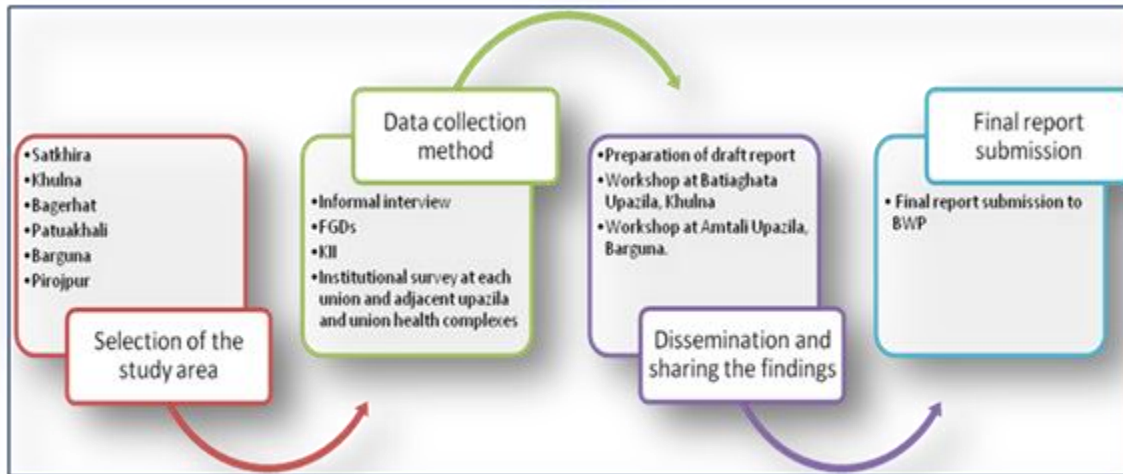 •Satkhira
•Khulna
•Bagerhat
•Patuakhali
•Barguna
•Pirojpur
Selection of the
study area
Data collection
method
•Informal interview
•FGDs
•KII
•Institutional survey at each
union and adjacent upazila
and union health complexes
•Preparation of draft report
•Workshop at Batiaghata
Upazila, Khulna
•Workshop at Amtali Upazila,
Barguna.
Dissemination and
sharing the findings
Final report
submission
• Final report submission to
BWP